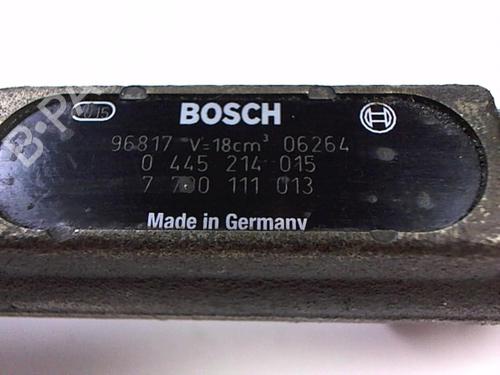 BOSCH
96817 V=18cm³ 06264
0 445 214 015
7 700 111 013
Made in Germany